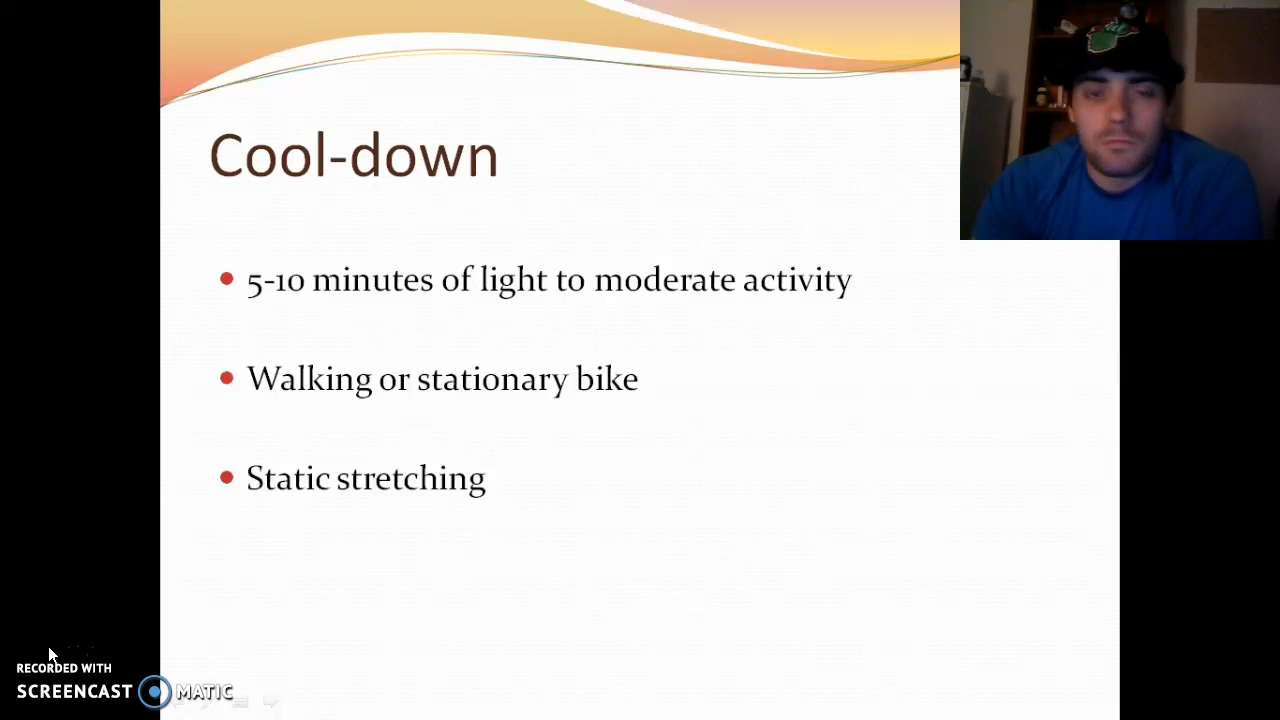 Cool-down
5-10 minutes of light to moderate activity
Walking or stationary bike
Static stretching
RECORDED WITH
SCREENCAST MATIC